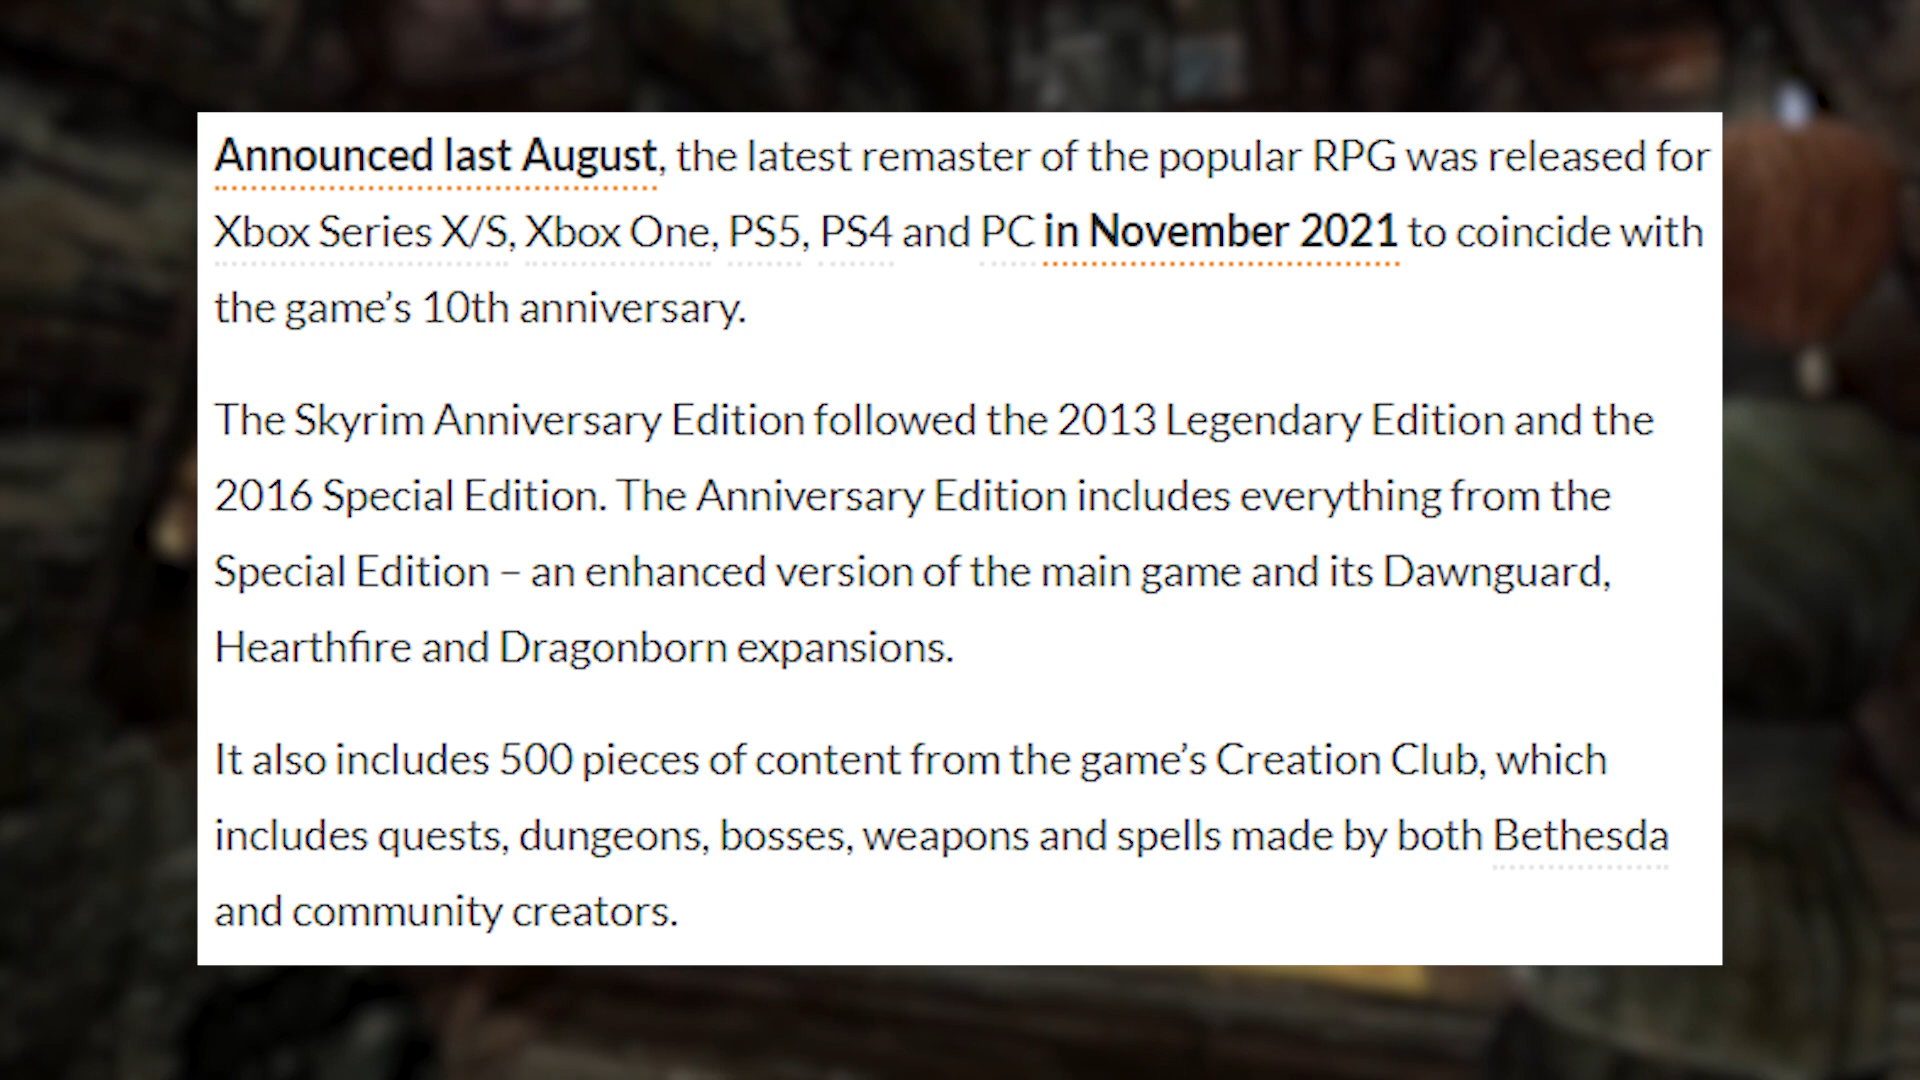 Announced last August, the latest remaster of the popular RPG was released for
Xbox Series X/S, Xbox One, PS5, PS4 and PC in November 2021 to coincide with
the game’s 10th anniversary.
The Skyrim Anniversary Edition followed the 2013 Legendary Edition and the
2016 Special Edition. The Anniversary Edition includes everything from the
Special Edition – an enhanced version of the main game and its Dawnguard,
Hearthfire and Dragonborn expansions.
It also includes 500 pieces of content from the game’s Creation Club, which
includes quests, dungeons, bosses, weapons and spells made by both Bethesda
and community creators.